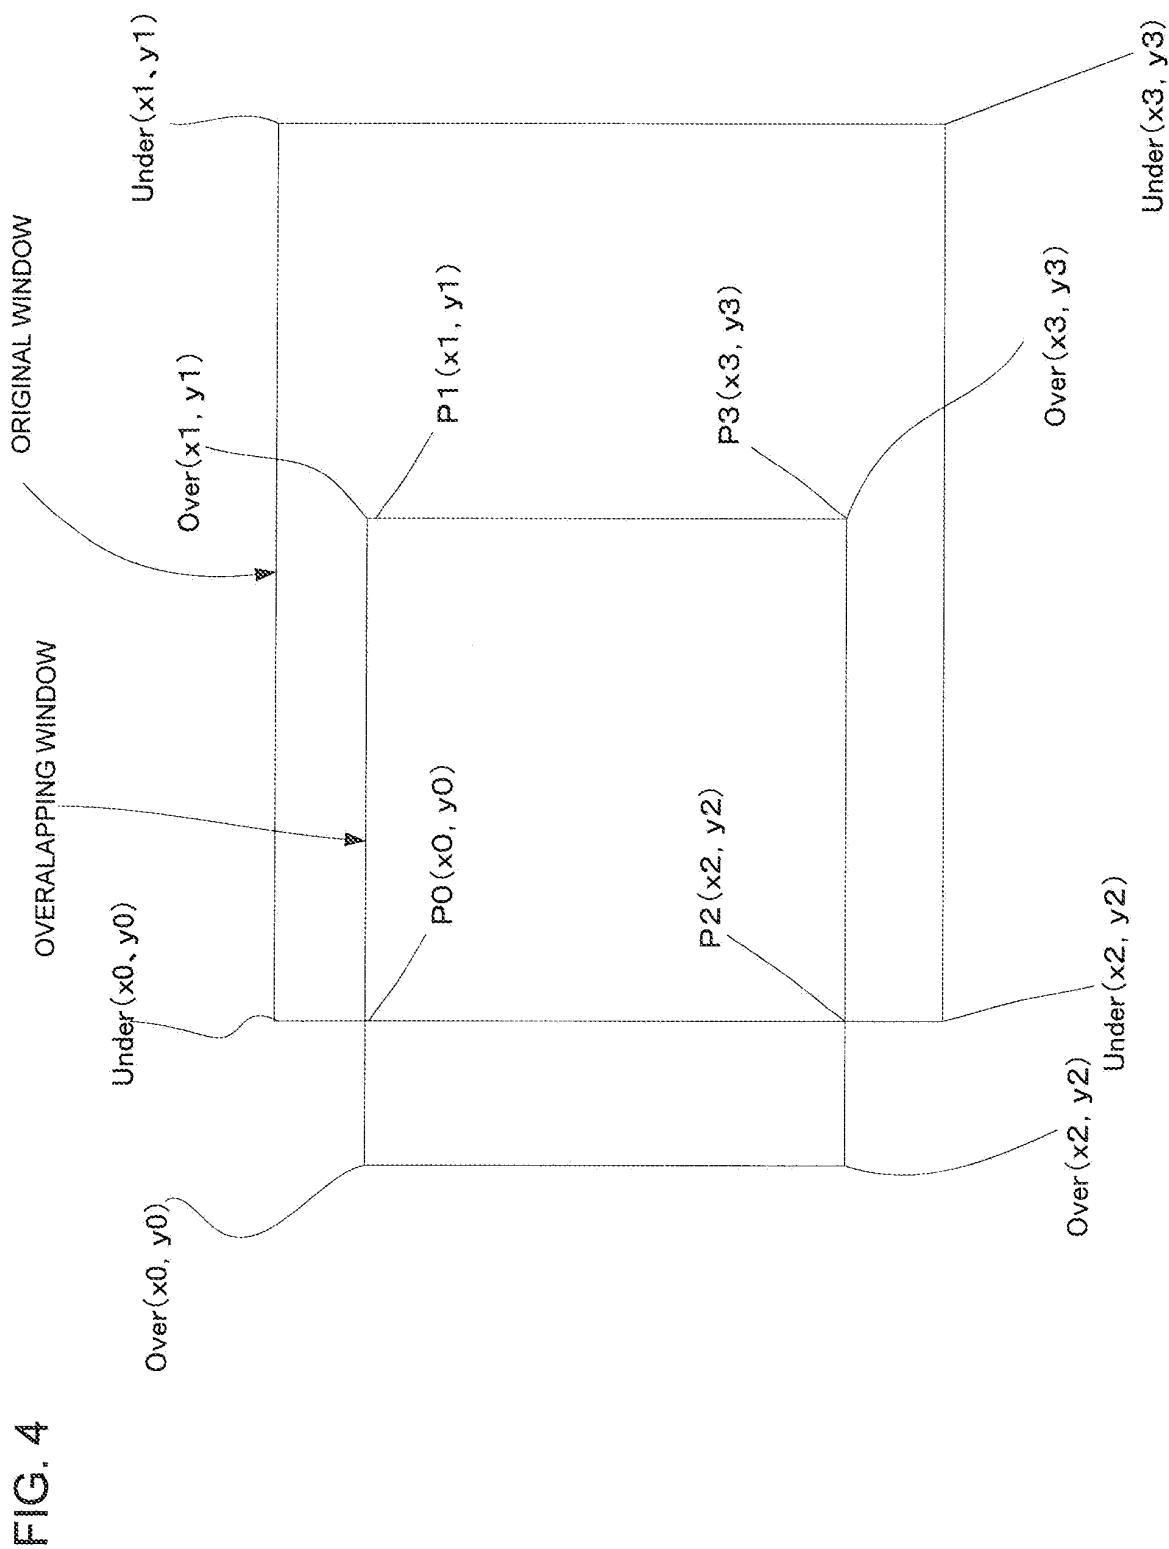 FIG. 4
ORIGINAL WINDOW
OVERALAPPING WINDOW
Under(x0、y0)
Under(x1、y1)
Over(x0, y0)
Over(x1, y1)
P0(x0, y0)
P1(x1, y1)
P2(x2, y2)
P3(x3, y3)
Over(x2, y2)
Over(x3, y3)
Under(x2, y2)
Under(x3, y3)